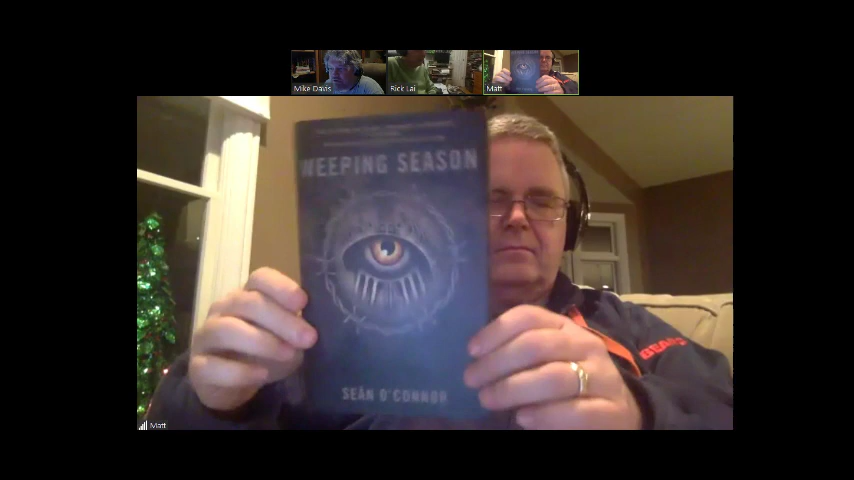 Mike Davis
Rick Lai
Matt
WEEPING SEASON
SEÁN O'CONNOR
BEARS
Matt